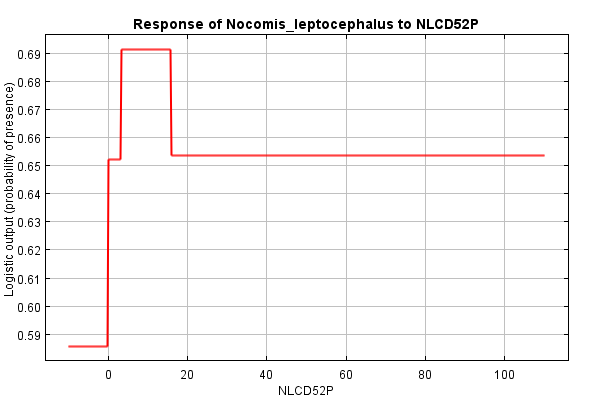 Response of Nocomis_leptocephalus to NLCD52P
Logistic output (probability of presence)
0.69
0.68
0.67
0.66
0.65
0.64
0.63
0.62
0.61
0.60
0.59
0 20 40 60 80 100
NLCD52P